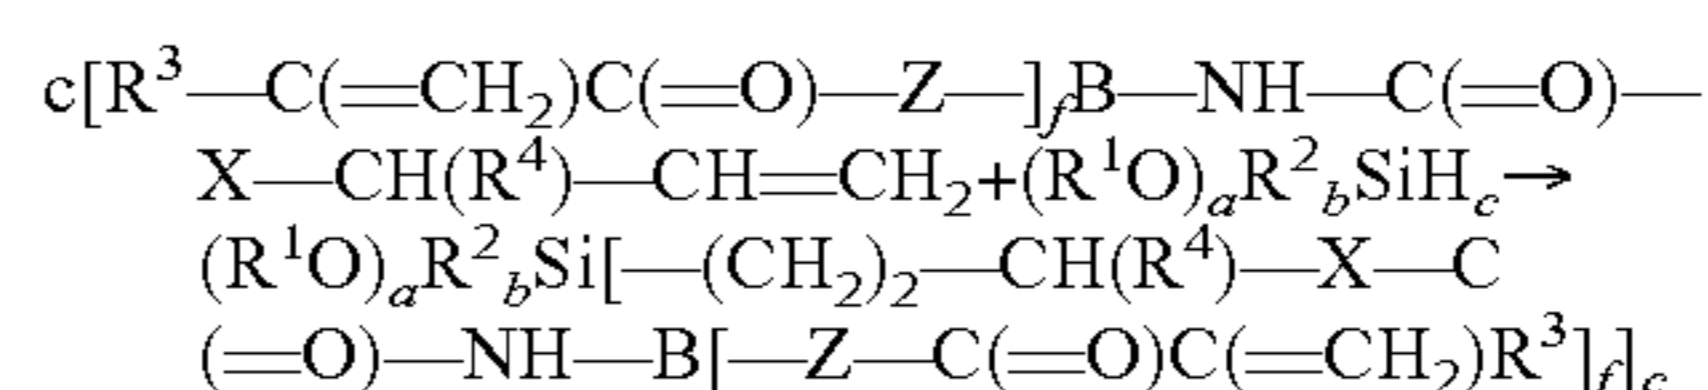 c[R³—C(=CH₂)C(=O)—Z—]fB—NH—C(=O)—
X—CH(R⁴)—CH=CH₂+(R¹O)ₐR²bSiHc→
(R¹O)ₐR²bSi[—(CH₂)₂—CH(R⁴)—X—C
(=O)—NH—B[—Z—C(=O)C(=CH₂)R³]f]c